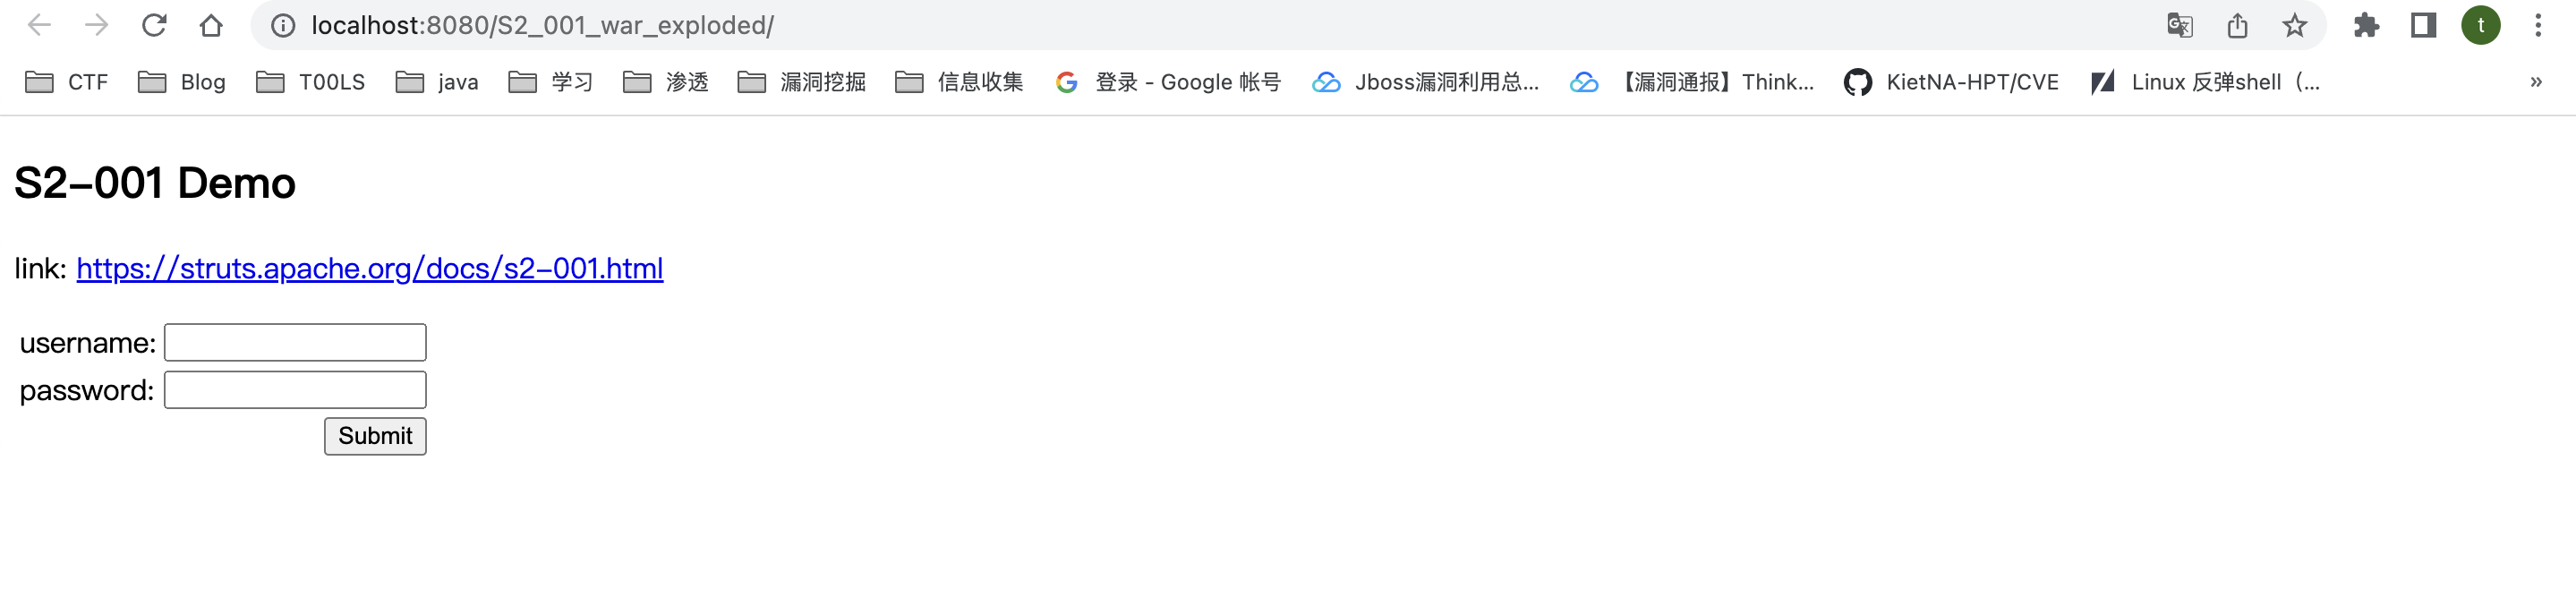 localhost:8080/S2_001_war_exploded/
t
CTF Blog T00LS java 学习 渗透 漏洞挖掘 信息收集 登录 - Google 帐号 Jboss漏洞利用总... 【漏洞通报】Think... KietNA-HPT/CVE Linux 反弹shell（... »
S2-001 Demo
link: https://struts.apache.org/docs/s2-001.html
username:
password:
Submit